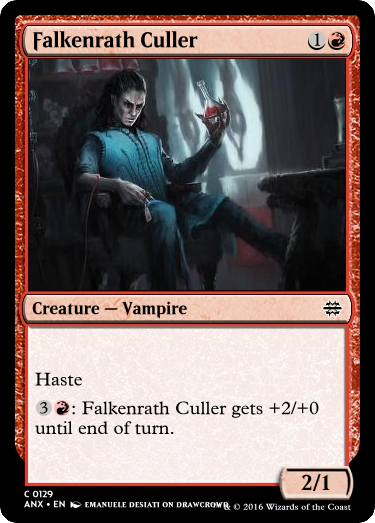 Falkenrath Culler 1
Creature — Vampire
Haste
3 : Falkenrath Culler gets +2/+0
until end of turn.
2/1
C 0129
ANX • EN EMANUELE DESIATI ON DRAWCROWD ™ & © 2016 Wizards of the Coast